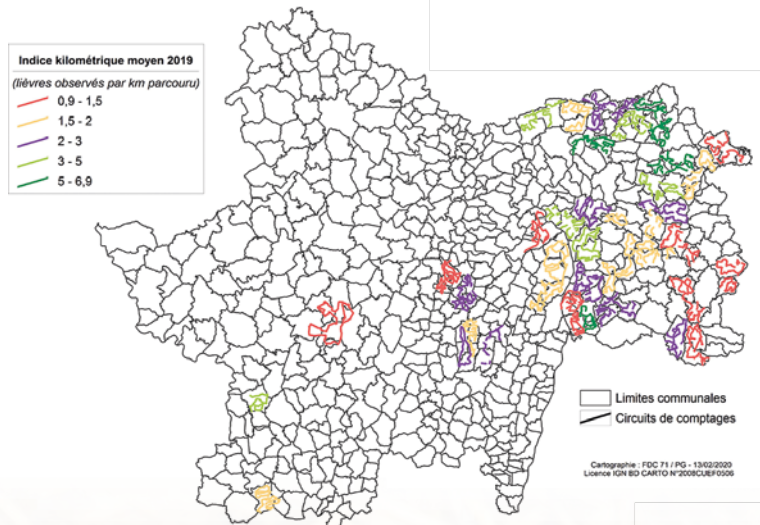 Indice kilométrique moyen 2019
(lièvres observés par km parcouru)
0,9 - 1,5
1,5 - 2
2 - 3
3 - 5
5 - 6,9
Limites communales
Circuits de comptages
Cartographie : FDC 71 / PG - 13/02/2020
Licence IGN BD CARTO N°2008CUEF0506